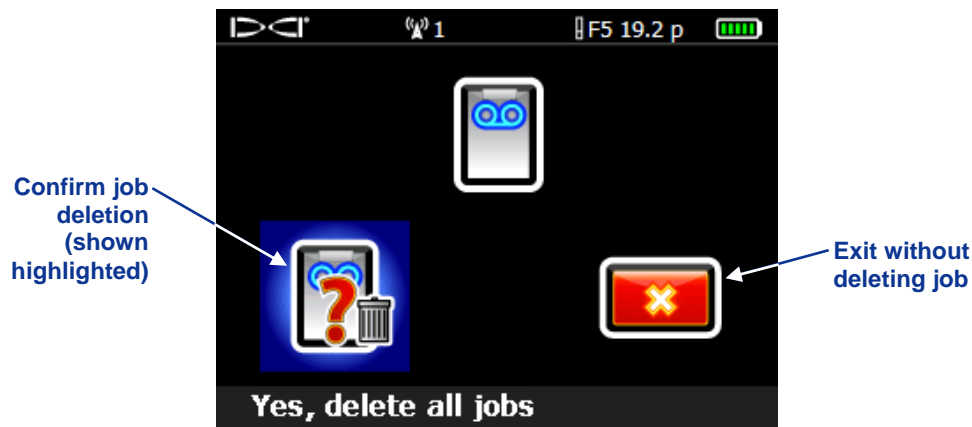 DCI
1
F5 19.2 p
Confirm job
deletion
(shown
highlighted)
Exit without
deleting job
Yes, delete all jobs